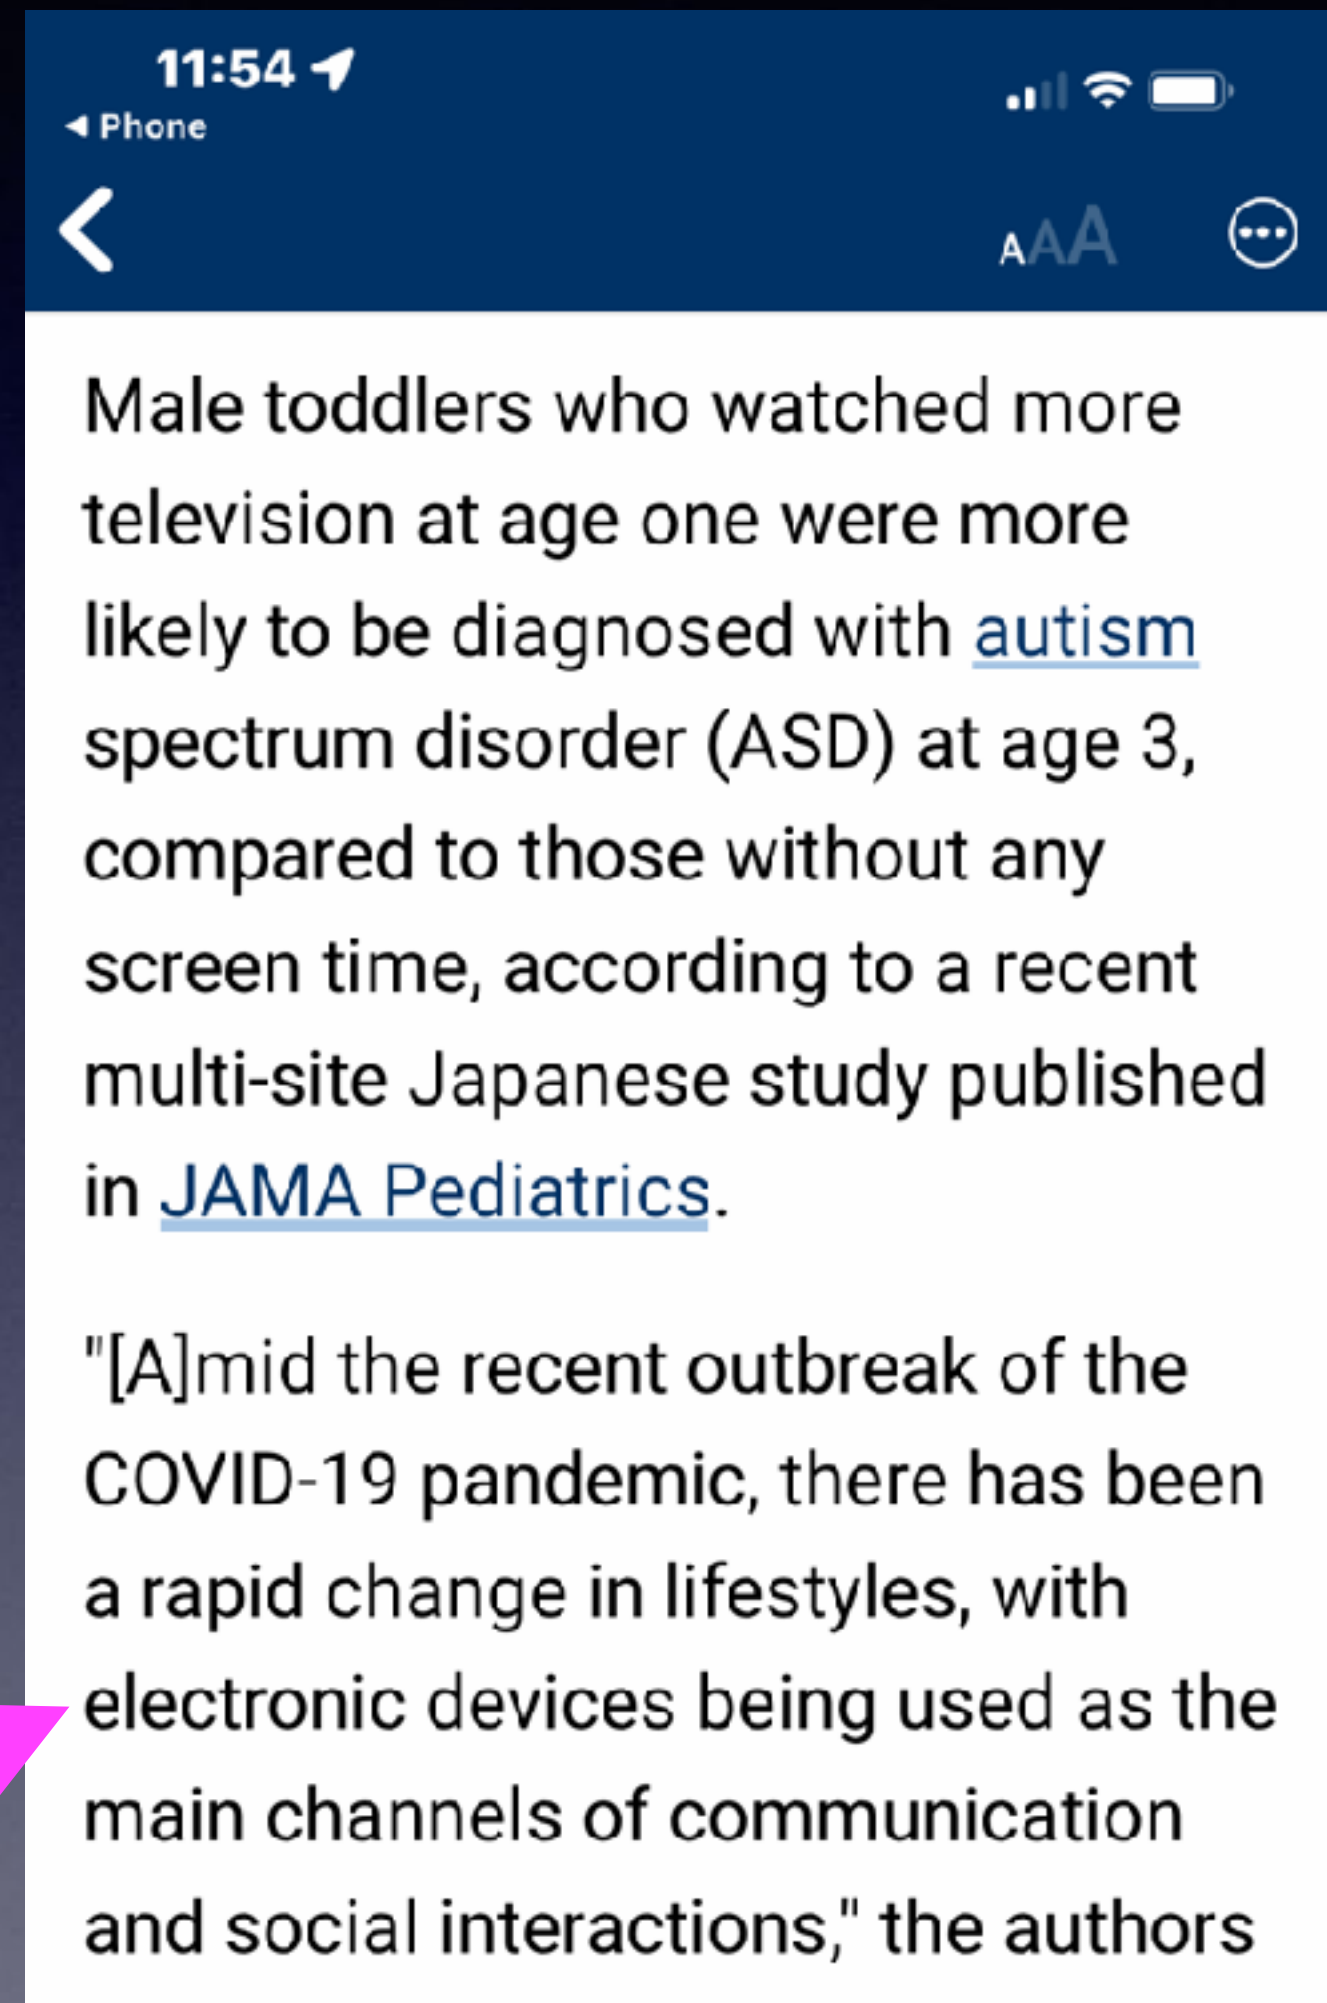 11:54
Phone
AAA
Male toddlers who watched more
television at age one were more
likely to be diagnosed with autism
spectrum disorder (ASD) at age 3,
compared to those without any
screen time, according to a recent
multi-site Japanese study published
in JAMA Pediatrics.
"[A]mid the recent outbreak of the
COVID-19 pandemic, there has been
a rapid change in lifestyles, with
electronic devices being used as the
main channels of communication
and social interactions," the authors